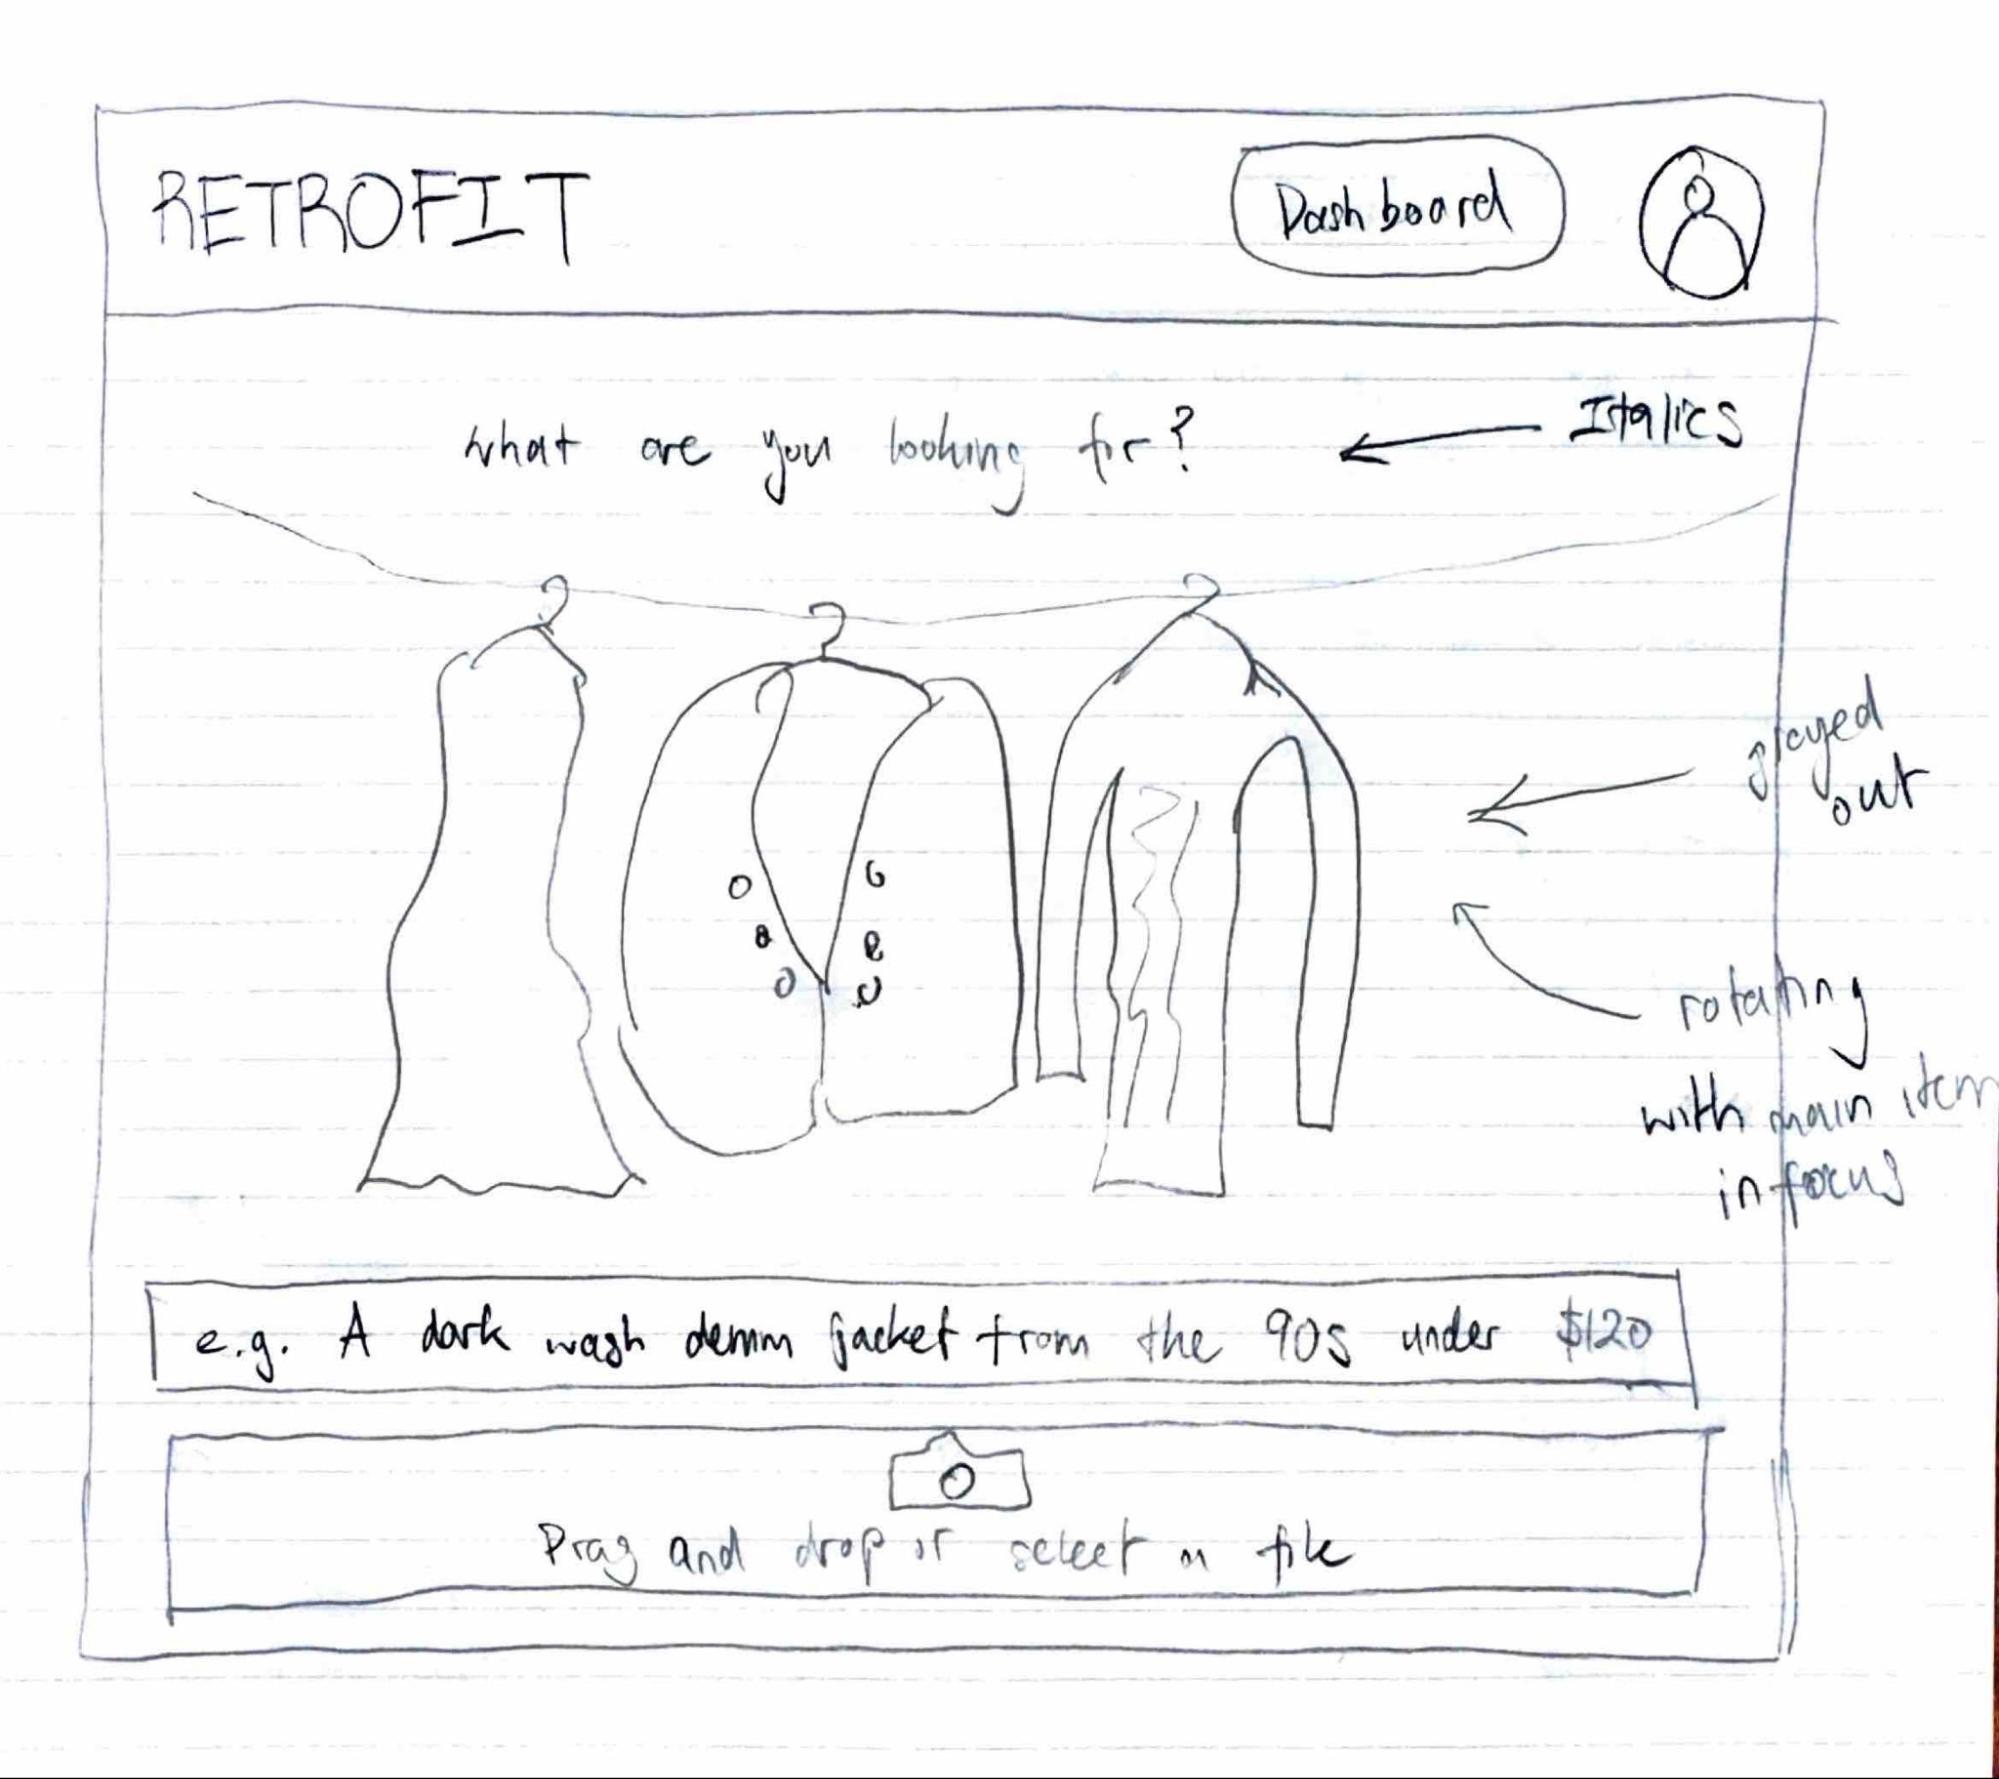 RETROFIT
Dashboard
what are you looking for?
Italics
greyed
out
rotating
with main item
in focus
e.g. A dark wash denim jacket from the 90s under $120
Drag and drop or select a file